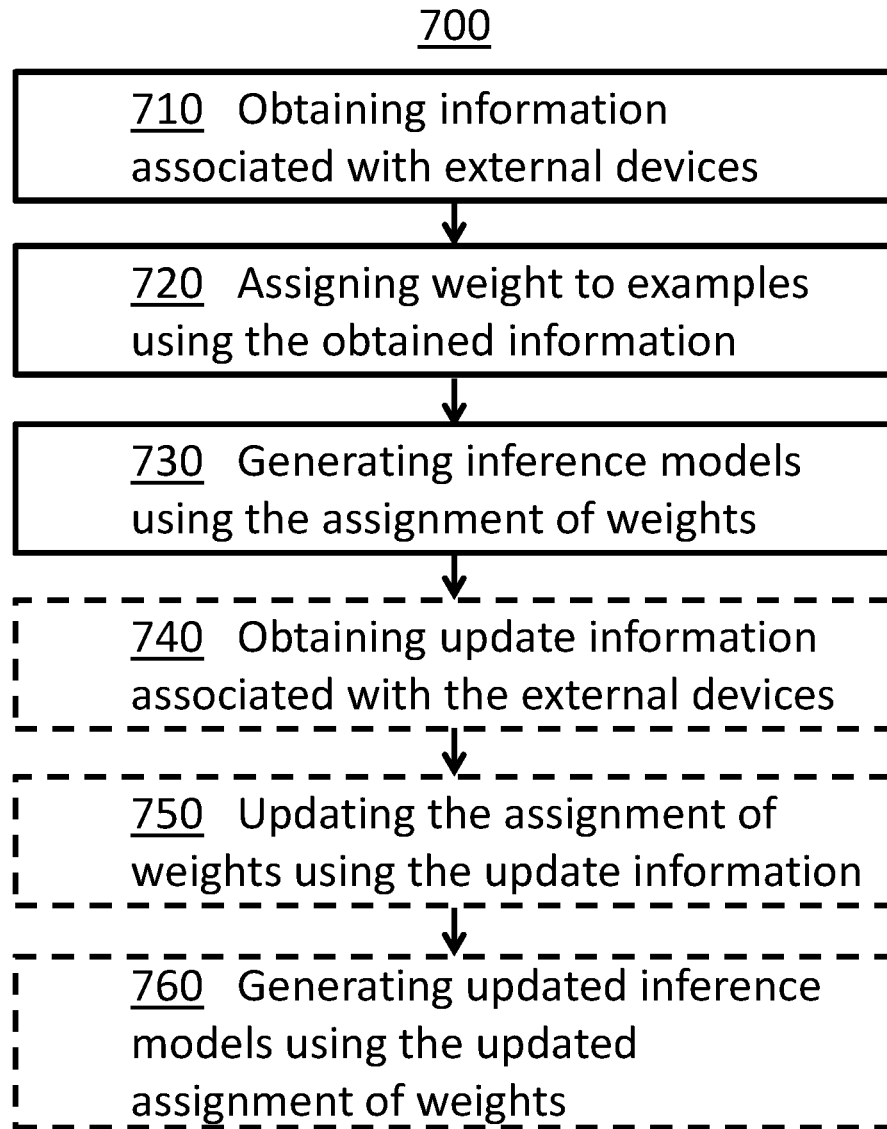 700
710 Obtaining information
associated with external devices
720 Assigning weight to examples
using the obtained information
730 Generating inference models
using the assignment of weights
740 Obtaining update information
associated with the external devices
750 Updating the assignment of
weights using the update information
760 Generating updated inference
models using the updated
assignment of weights